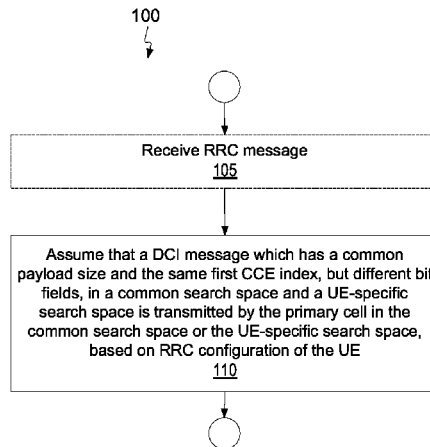 100
Receive RRC message
105
Assume that a DCI message which has a common
payload size and the same first CCE index, but different bit
fields, in a common search space and a UE-specific
search space is transmitted by the primary cell in the
common search space or the UE-specific search space,
based on RRC configuration of the UE
110